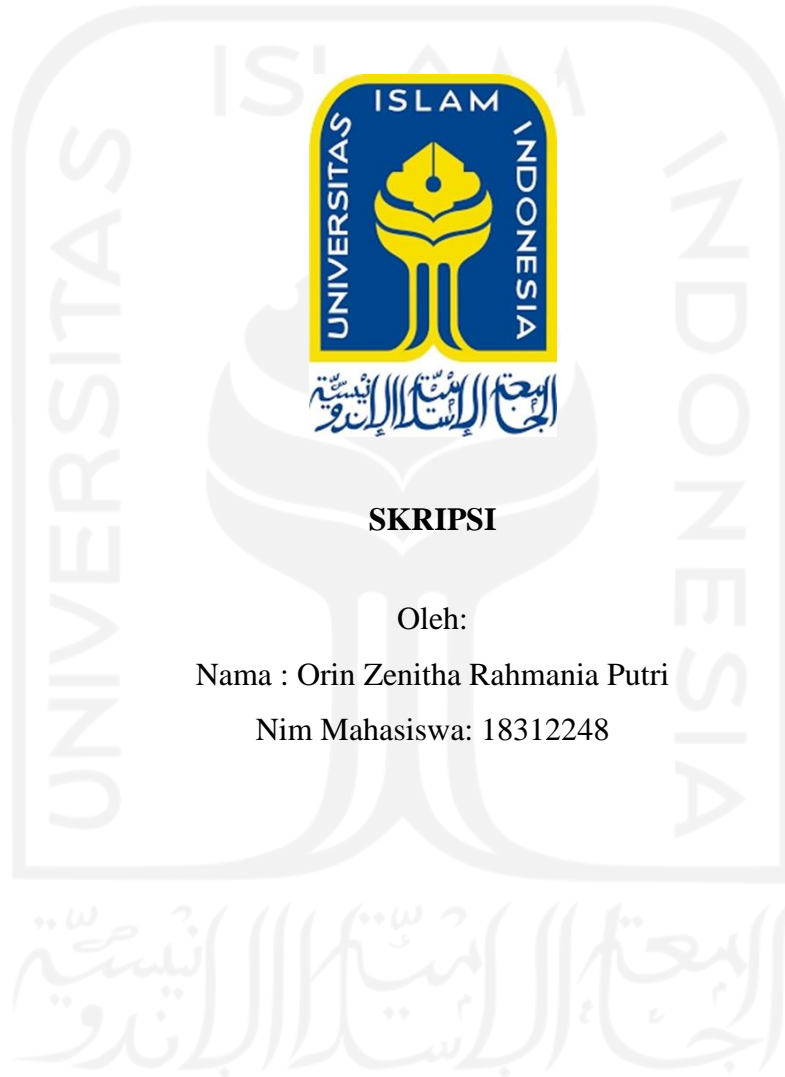 ISLAM
UNIVERSITAS
INDONESIA
الجامعة الإسلامية الإندونيسية
SKRIPSI
Oleh:
Nama : Orin Zenitha Rahmania Putri
Nim Mahasiswa: 18312248